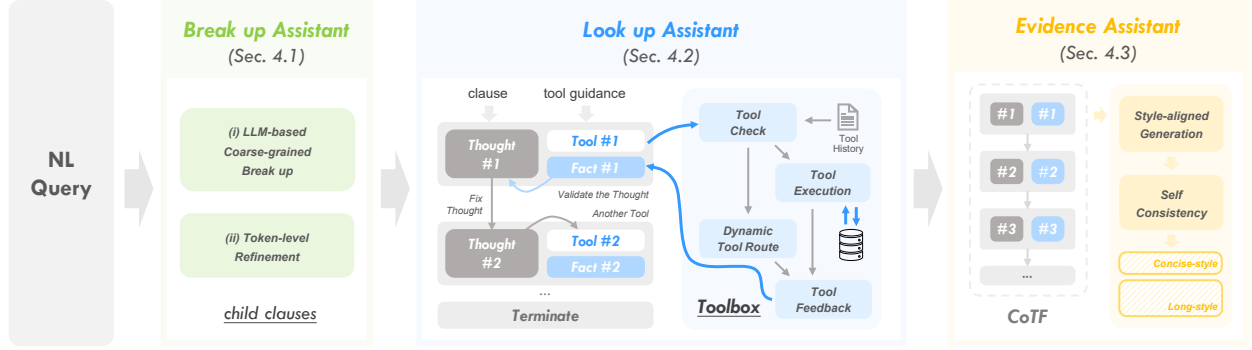 NL
Query
Break up Assistant
(Sec. 4.1)
(i) LLM-based
Coarse-grained
Break up
(ii) Token-level
Refinement
child clauses
Look up Assistant
(Sec. 4.2)
clause
tool guidance
Thought
#1
Tool #1
Fact #1
Fix
Thought
Validate the Thought
Another Tool
Thought
#2
Tool #2
Fact #2
...
Terminate
Tool
Check
Tool
History
Tool
Execution
Dynamic
Tool Route
Tool
Feedback
Toolbox
Evidence Assistant
(Sec. 4.3)
#1 #1
#2 #2
#3 #3
...
CoTF
Style-aligned
Generation
Self
Consistency
Concise-style
Long-style